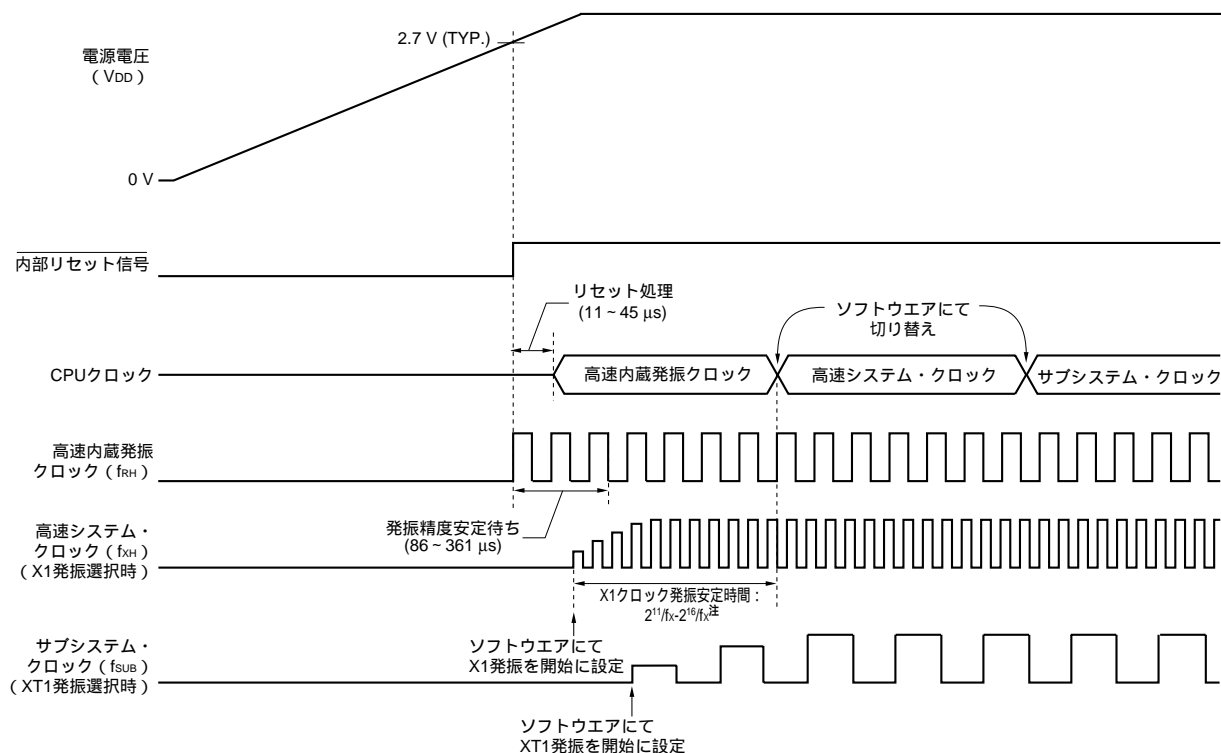 2.7 V (TYP.)
電源電圧
( VDD )
0 V
内部リセット信号
リセット処理
(11 ~ 45 μs)
ソフトウエアにて
切り替え
CPUクロック
高速内蔵発振クロック
高速システム・クロック
サブシステム・クロック
高速内蔵発振
クロック ( fRH )
発振精度安定待ち
(86 ~ 361 μs)
高速システム・
クロック ( fXH )
( X1発振選択時 )
X1クロック発振安定時間:
2¹¹/fX-2¹⁶/fX注
ソフトウエアにて
X1発振を開始に設定
サブシステム・
クロック ( fSUB )
( XT1発振選択時 )
ソフトウエアにて
XT1発振を開始に設定